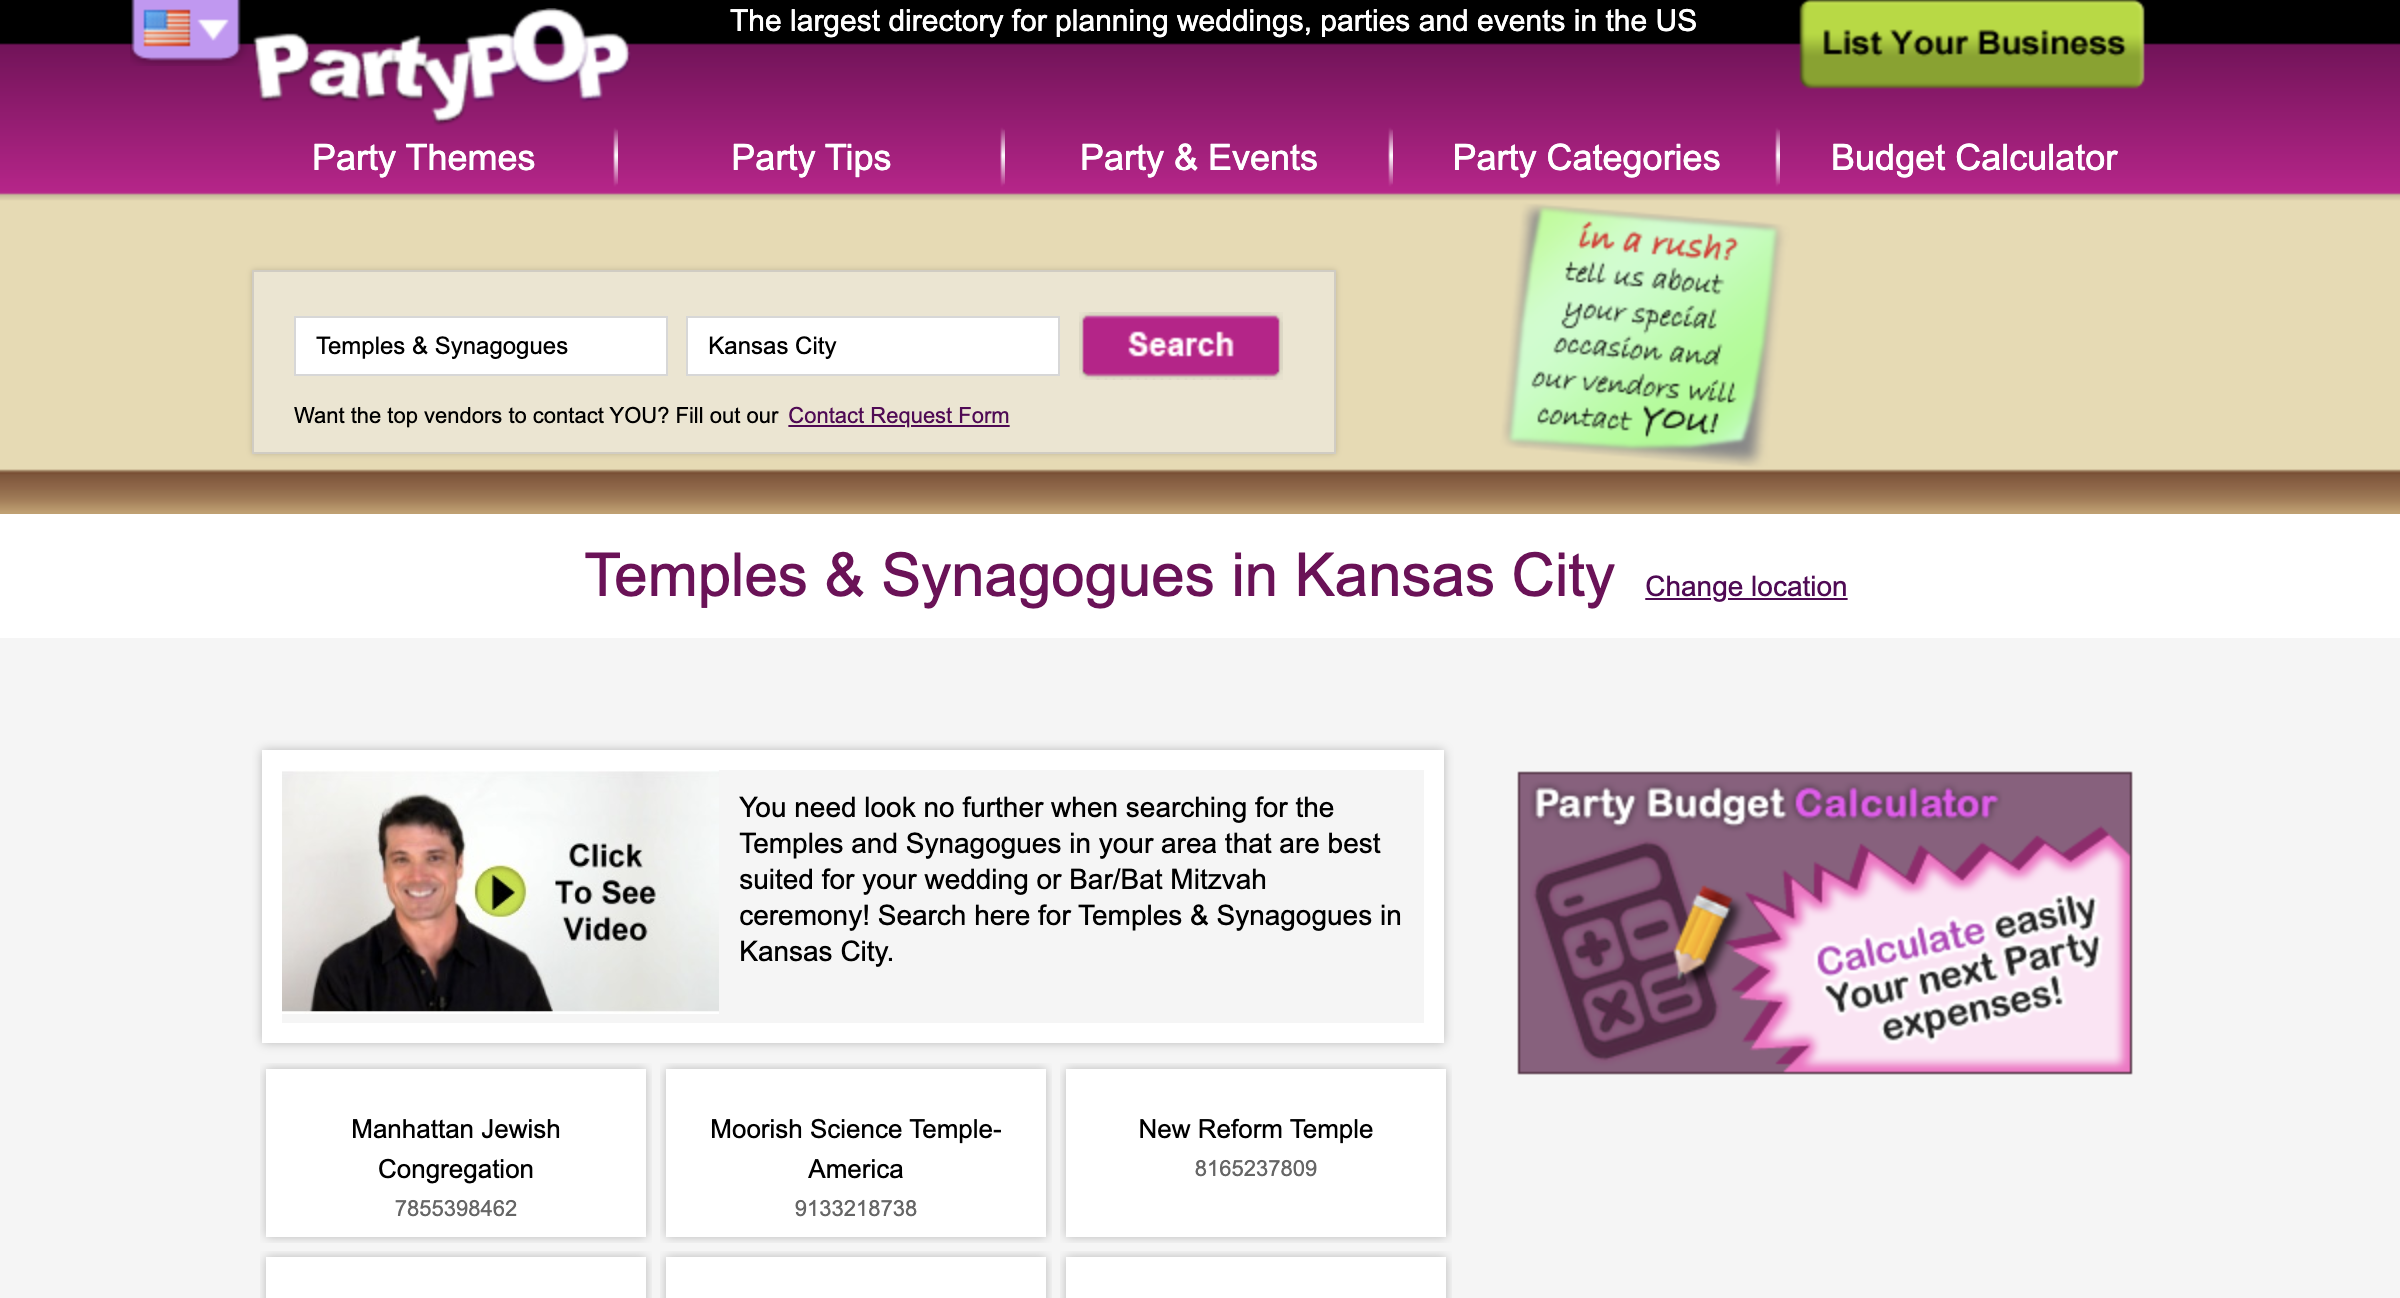 The largest directory for planning weddings, parties and events in the US
List Your Business
PartyPOP
Party Themes
Party Tips
Party & Events
Party Categories
Budget Calculator
in a rush?
tell us about
your special
occasion and
our vendors will
contact YOU!
Temples & Synagogues
Kansas City
Search
Want the top vendors to contact YOU? Fill out our Contact Request Form
Temples & Synagogues in Kansas City
Change location
Click
To See
Video
You need look no further when searching for the
Temples and Synagogues in your area that are best
suited for your wedding or Bar/Bat Mitzvah
ceremony! Search here for Temples & Synagogues in
Kansas City.
Party Budget Calculator
Calculate easily
Your next Party
expenses!
Manhattan Jewish
Congregation
7855398462
Moorish Science Temple-
America
9133218738
New Reform Temple
8165237809